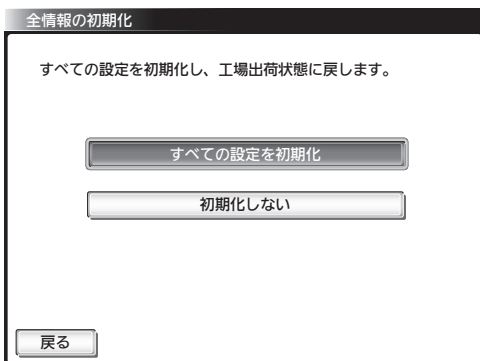 全情報の初期化
すべての設定を初期化し、工場出荷状態に戻します。
すべての設定を初期化
初期化しない
戻る